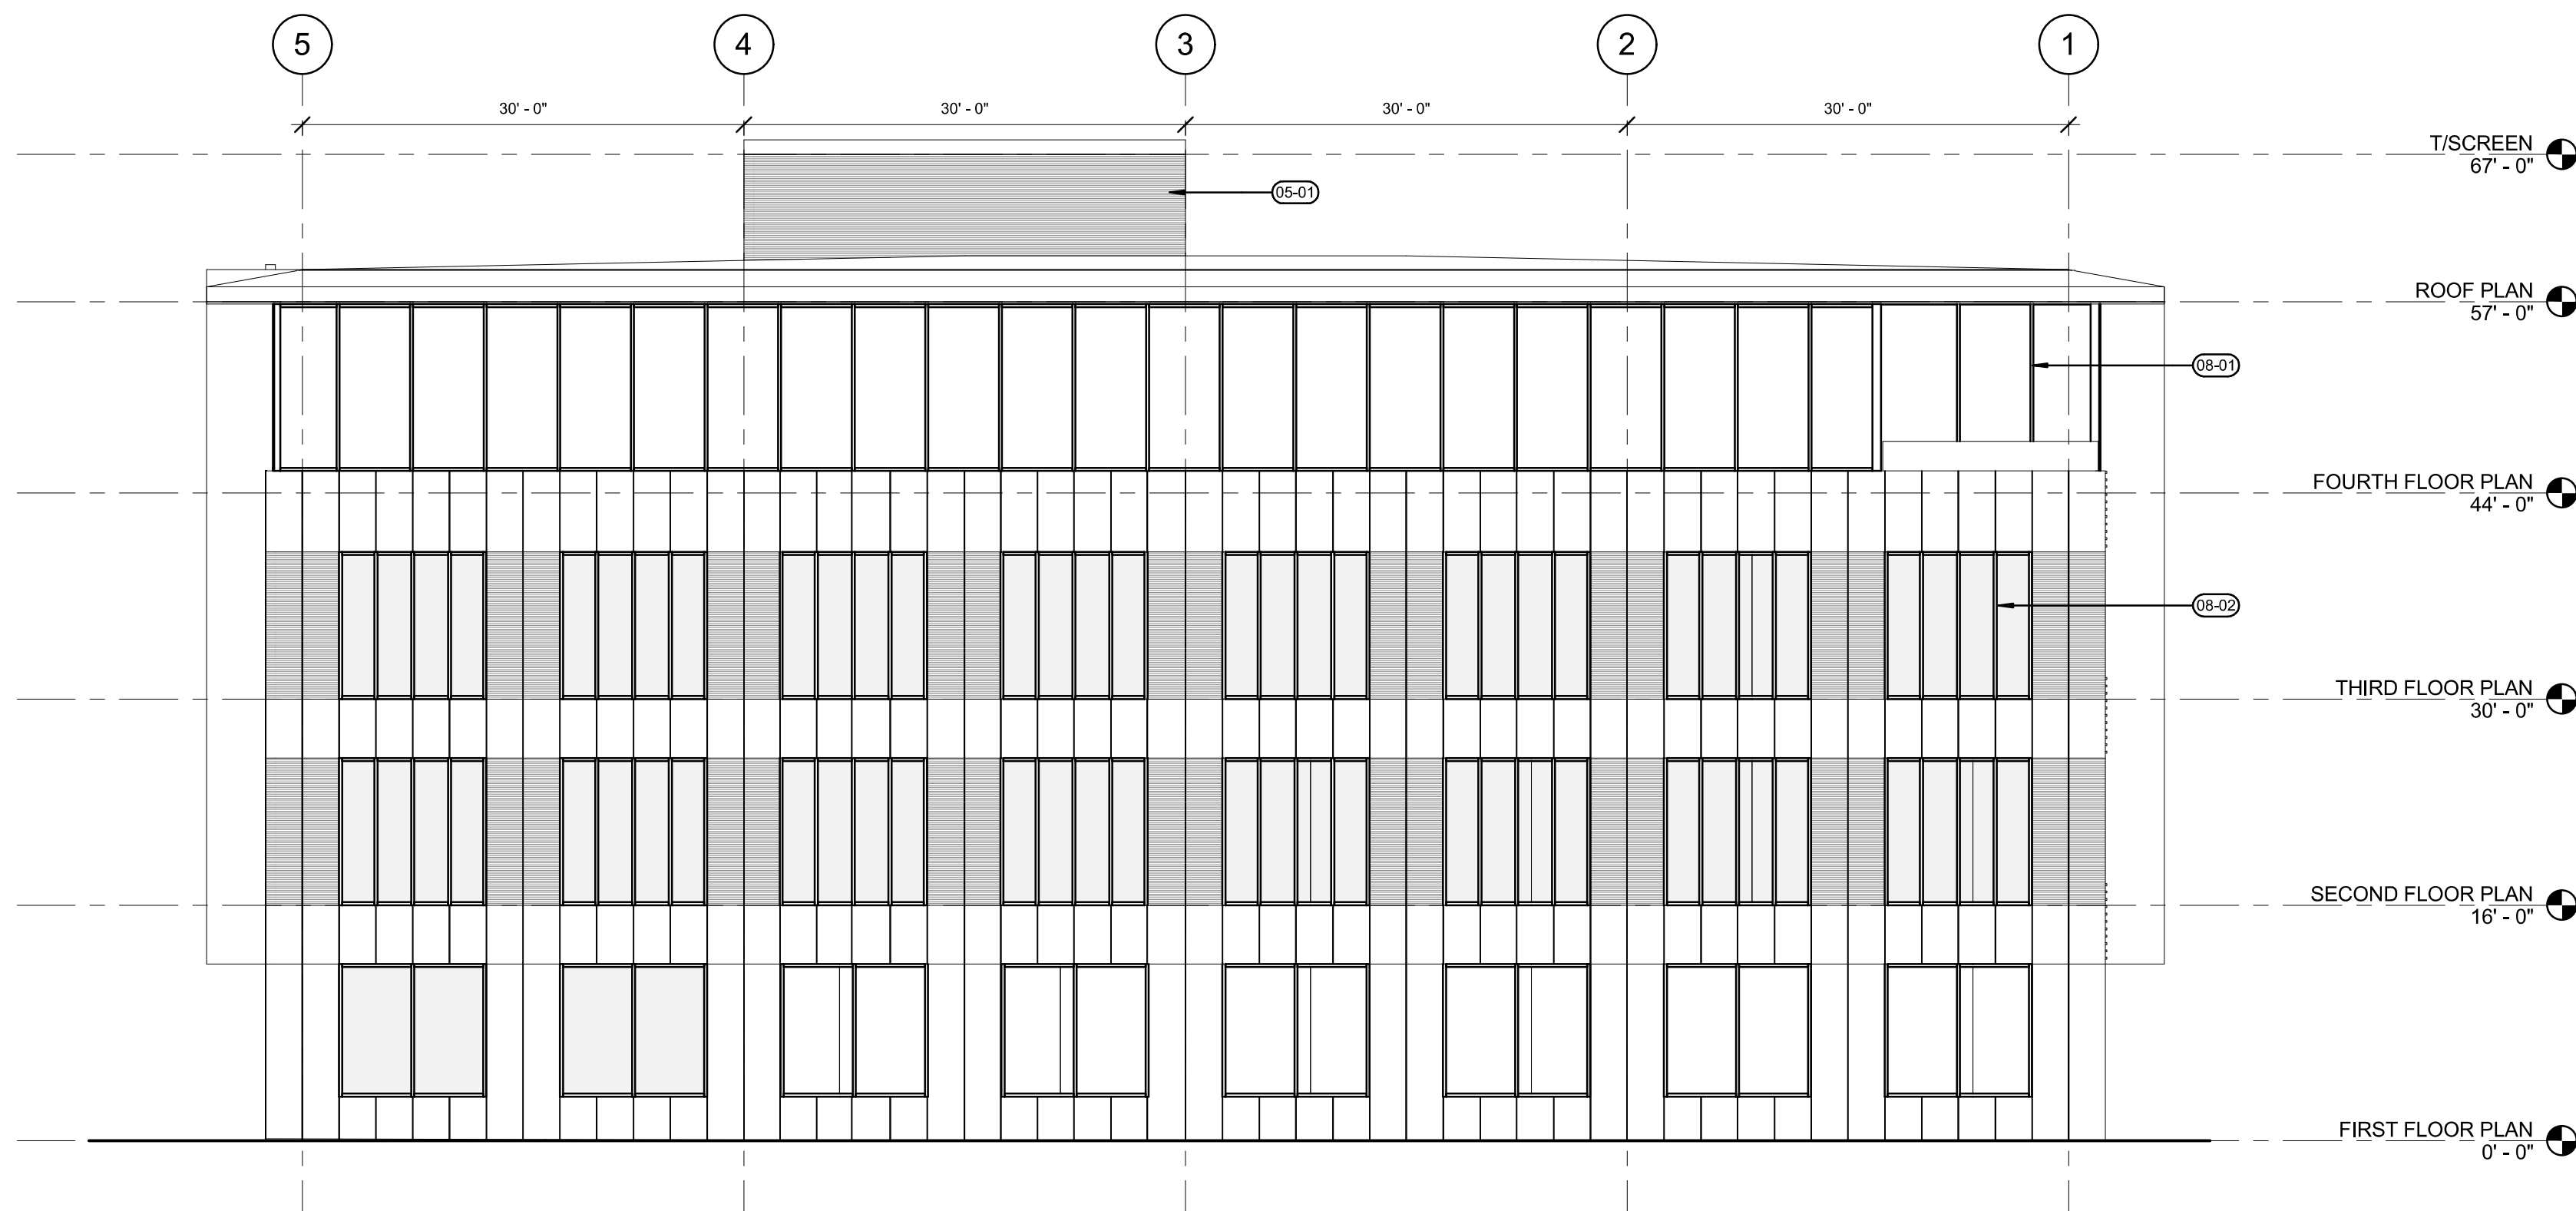 5
4
3
2
1
30' - 0"
30' - 0"
30' - 0"
30' - 0"
T/SCREEN
67' - 0"
05-01
ROOF PLAN
57' - 0"
08-01
FOURTH FLOOR PLAN
44' - 0"
08-02
THIRD FLOOR PLAN
30' - 0"
SECOND FLOOR PLAN
16' - 0"
FIRST FLOOR PLAN
0' - 0"